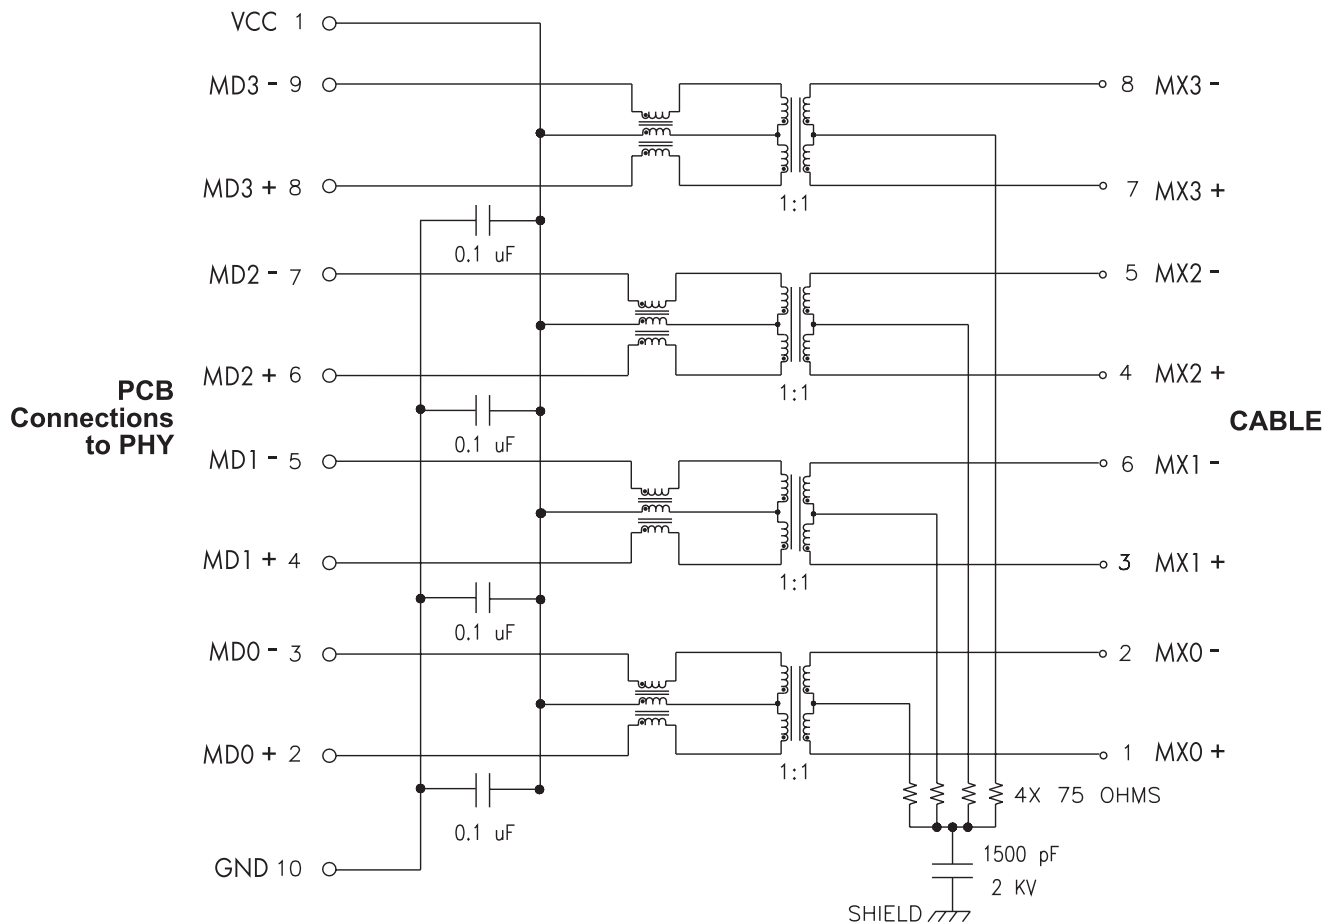 VCC 1
MD3 - 9
8 MX3 -
MD3 + 8
7 MX3 +
1:1
0.1 uF
MD2 - 7
5 MX2 -
MD2 + 6
4 MX2 +
1:1
PCB
Connections
to PHY
CABLE
0.1 uF
MD1 - 5
6 MX1 -
MD1 + 4
3 MX1 +
1:1
0.1 uF
MD0 - 3
2 MX0 -
MD0 + 2
1 MX0 +
1:1
4X 75 OHMS
0.1 uF
1500 pF
2 KV
GND 10
SHIELD